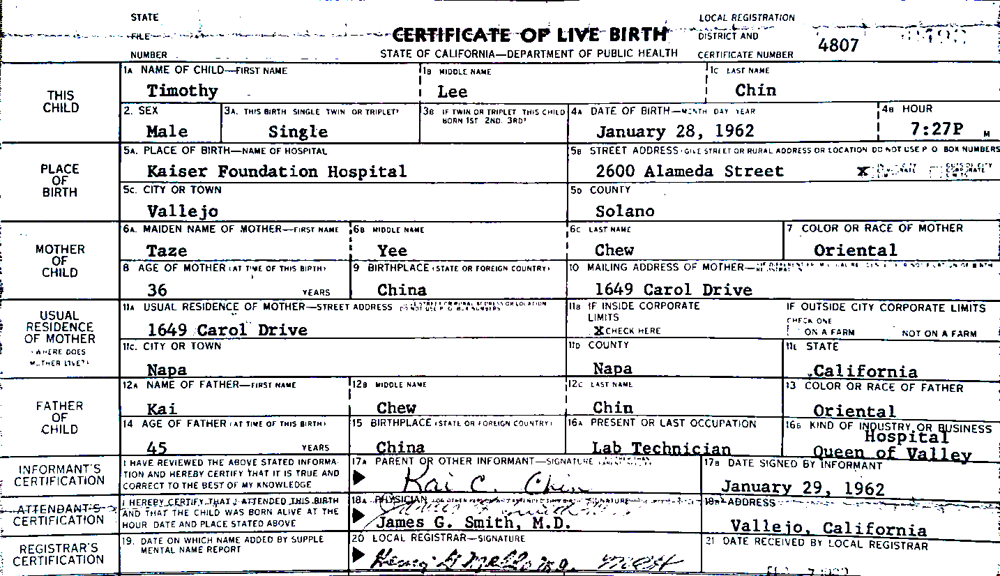 STATE FILE NUMBER
CERTIFICATE OF LIVE BIRTH
STATE OF CALIFORNIA—DEPARTMENT OF PUBLIC HEALTH
LOCAL REGISTRATION DISTRICT AND CERTIFICATE NUMBER
4807
THIS CHILD
1A NAME OF CHILD—FIRST NAME
Timothy
1B MIDDLE NAME
Lee
1C LAST NAME
Chin
2. SEX
Male
3A. THIS BIRTH SINGLE TWIN OR TRIPLET?
Single
3B IF TWIN OR TRIPLET THIS CHILD BORN 1ST 2ND. 3RD?
4A DATE OF BIRTH—MONTH DAY YEAR
January 28, 1962
4B HOUR
7:27P M
PLACE OF BIRTH
5A. PLACE OF BIRTH—NAME OF HOSPITAL
Kaiser Foundation Hospital
5B STREET ADDRESS (GIVE STREET OR RURAL ADDRESS OR LOCATION DO NOT USE P O BOX NUMBERS
2600 Alameda Street
X
OUTSIDE CITY CORPORATE LIMITS
5C. CITY OR TOWN
Vallejo
5D COUNTY
Solano
MOTHER OF CHILD
6A. MAIDEN NAME OF MOTHER—FIRST NAME
Taze
6B MIDDLE NAME
Yee
6C LAST NAME
Chew
7 COLOR OR RACE OF MOTHER
Oriental
8 AGE OF MOTHER (AT TIME OF THIS BIRTH)
36 YEARS
9 BIRTHPLACE (STATE OR FOREIGN COUNTRY)
China
10 MAILING ADDRESS OF MOTHER—
1649 Carol Drive
USUAL RESIDENCE OF MOTHER
(WHERE DOES MOTHER LIVE?)
11A USUAL RESIDENCE OF MOTHER—STREET ADDRESS
1649 Carol Drive
11B IF INSIDE CORPORATE LIMITS
X CHECK HERE
IF OUTSIDE CITY CORPORATE LIMITS
CHECK ONE
ON A FARM NOT ON A FARM
11C. CITY OR TOWN
Napa
11D COUNTY
Napa
11E STATE
California
FATHER OF CHILD
12A NAME OF FATHER—FIRST NAME
Kai
12B MIDDLE NAME
Chew
12C LAST NAME
Chin
13 COLOR OR RACE OF FATHER
Oriental
14 AGE OF FATHER (AT TIME OF THIS BIRTH)
45 YEARS
15 BIRTHPLACE (STATE OR FOREIGN COUNTRY)
China
16A PRESENT OR LAST OCCUPATION
Lab Technician
16B KIND OF INDUSTRY OR BUSINESS
Hospital
Queen of Valley
INFORMANT'S CERTIFICATION
I HAVE REVIEWED THE ABOVE STATED INFORMA-
TION AND HEREBY CERTIFY THAT IT IS TRUE AND
CORRECT TO THE BEST OF MY KNOWLEDGE
17A PARENT OR OTHER INFORMANT—SIGNATURE
Kai C. Chin
17B DATE SIGNED BY INFORMANT
January 29, 1962
ATTENDANT'S CERTIFICATION
I HEREBY CERTIFY THAT I ATTENDED THIS BIRTH
AND THAT THE CHILD WAS BORN ALIVE AT THE
HOUR DATE AND PLACE STATED ABOVE
18A PHYSICIAN SIGNATURE
James G. Smith, M.D.
18B ADDRESS
Vallejo, California
REGISTRAR'S CERTIFICATION
19. DATE ON WHICH NAME ADDED BY SUPPLE
MENTAL NAME REPORT
20 LOCAL REGISTRAR—SIGNATURE
21 DATE RECEIVED BY LOCAL REGISTRAR